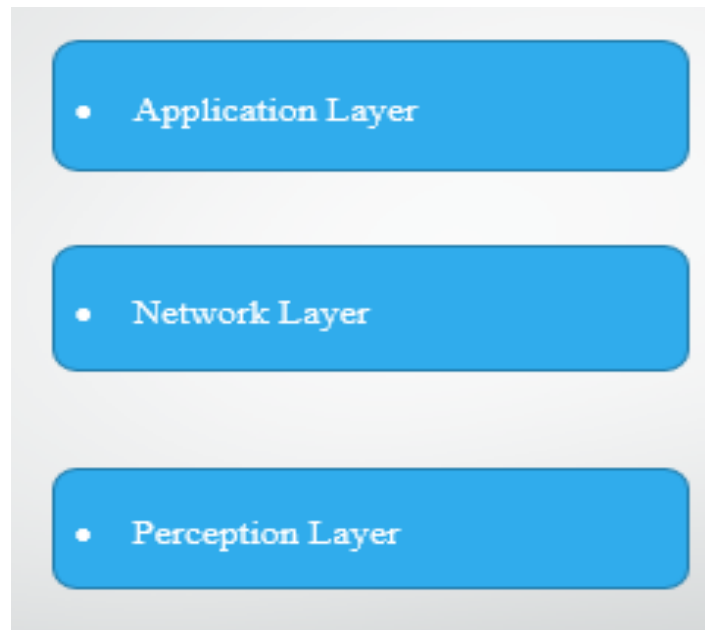 • Application Layer
• Network Layer
• Perception Layer